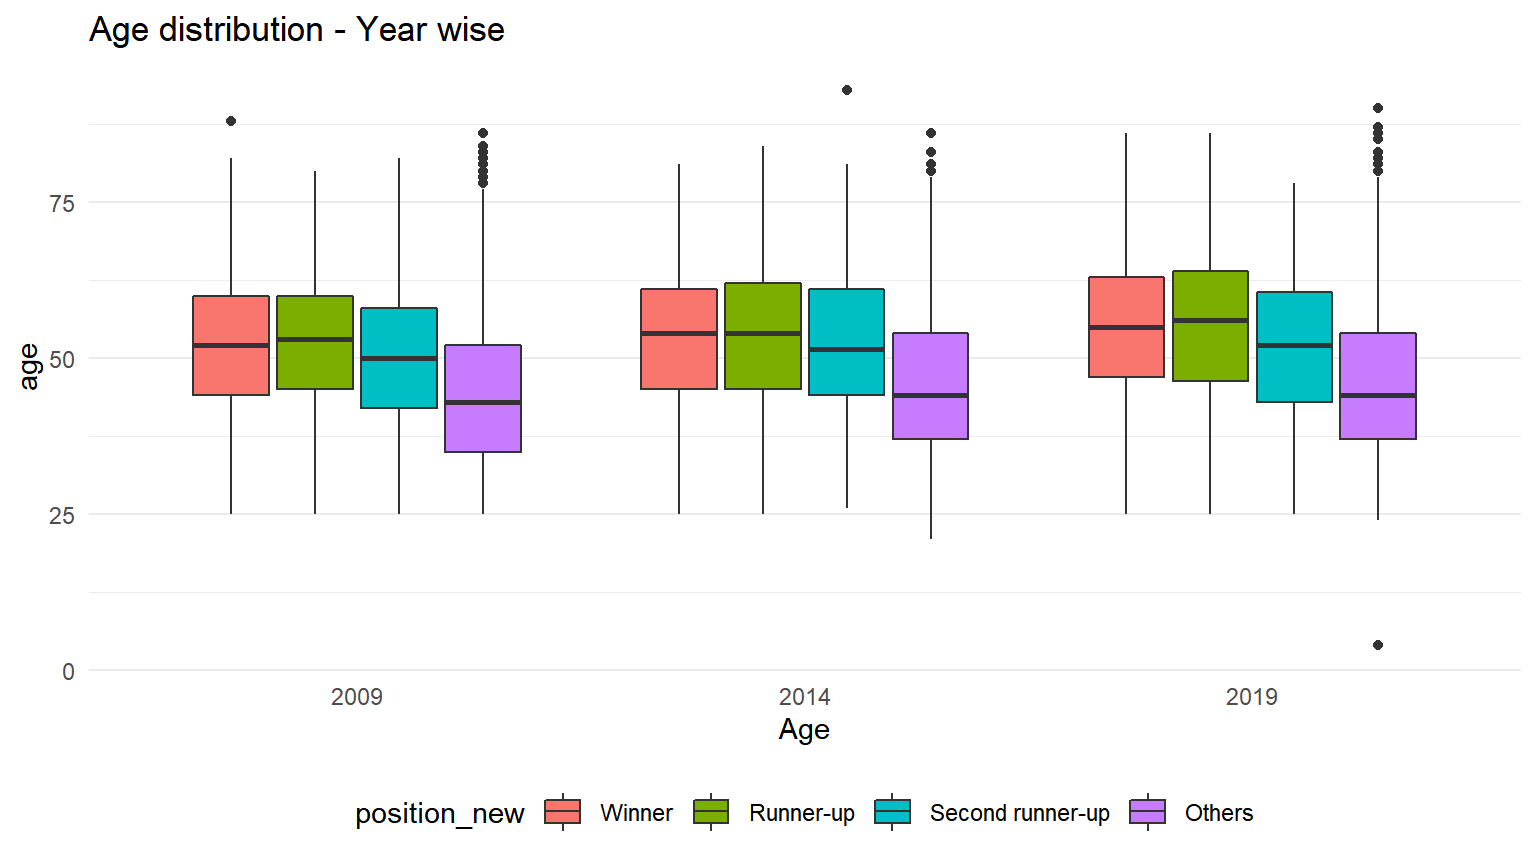 Age distribution - Year wise
age
75
50
25
0
2009 2014 2019
Age
position_new Winner Runner-up Second runner-up Others